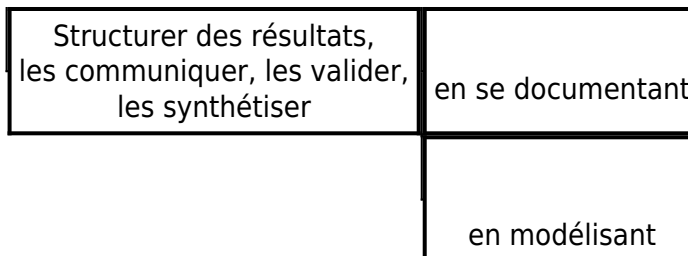 Structurer des résultats,
les communiquer, les valider,
les synthétiser
en se documentant
en modélisant